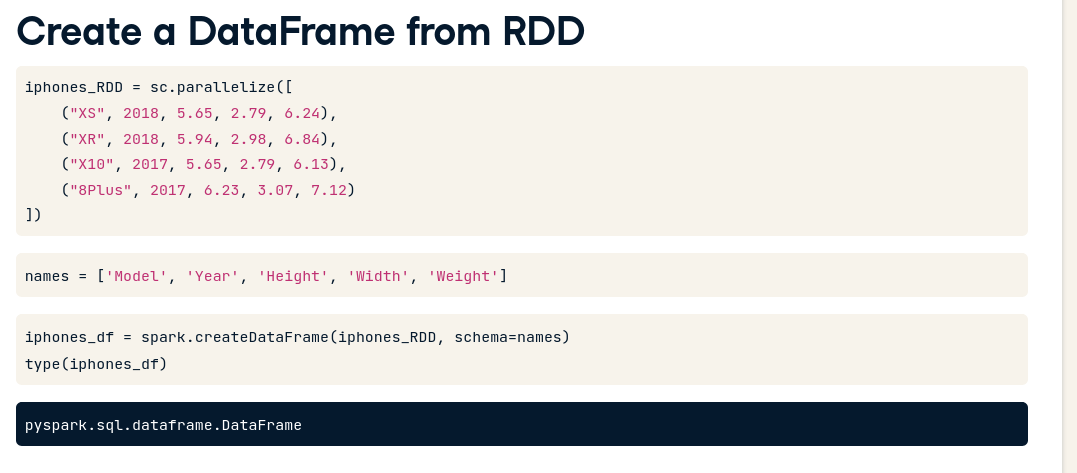 Create a DataFrame from RDD
iphones_RDD = sc.parallelize([
    ("XS", 2018, 5.65, 2.79, 6.24),
    ("XR", 2018, 5.94, 2.98, 6.84),
    ("X10", 2017, 5.65, 2.79, 6.13),
    ("8Plus", 2017, 6.23, 3.07, 7.12)
])
names = ['Model', 'Year', 'Height', 'Width', 'Weight']
iphones_df = spark.createDataFrame(iphones_RDD, schema=names)
type(iphones_df)
pyspark.sql.dataframe.DataFrame